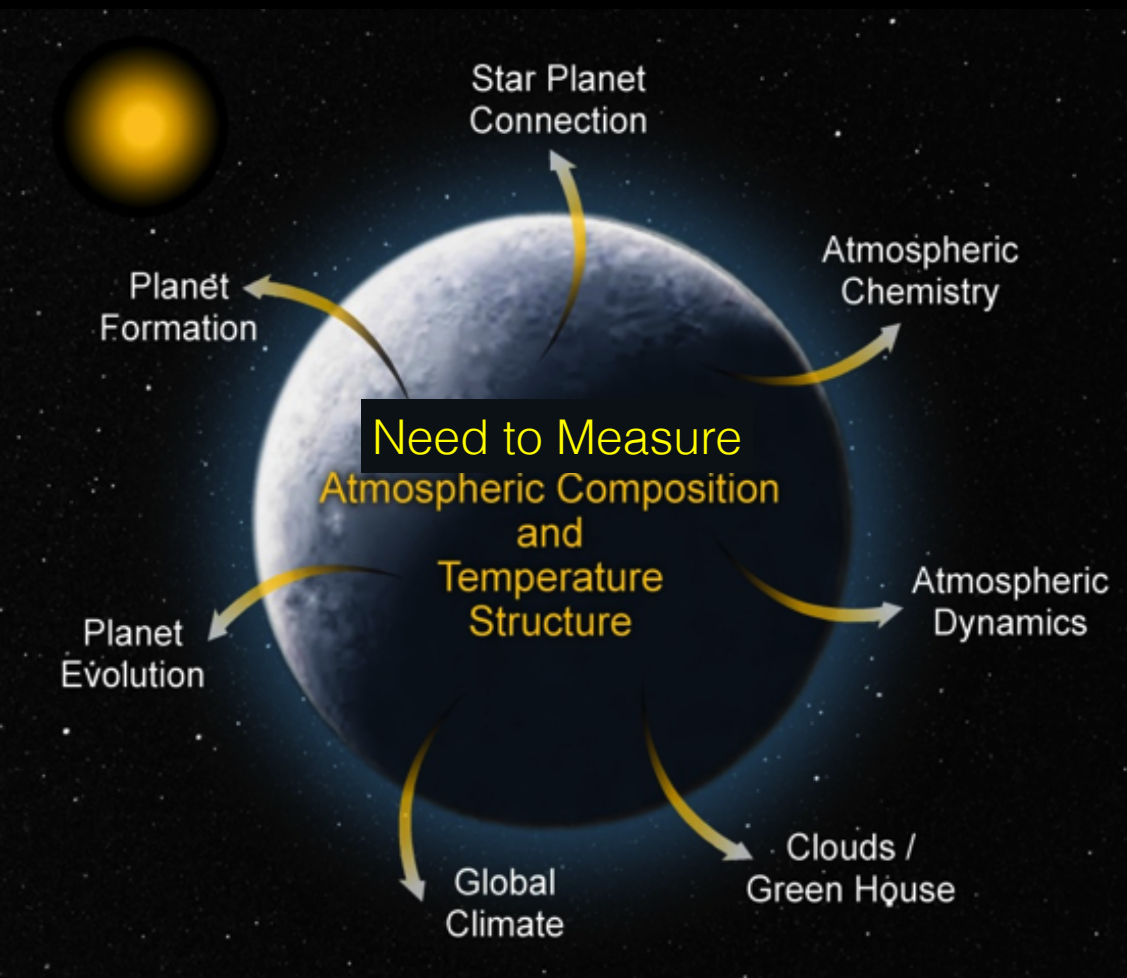 Star Planet
Connection
Atmospheric
Chemistry
Planet
Formation
Need to Measure
Atmospheric Composition
and
Temperature
Structure
Atmospheric
Dynamics
Planet
Evolution
Clouds /
Green House
Global
Climate